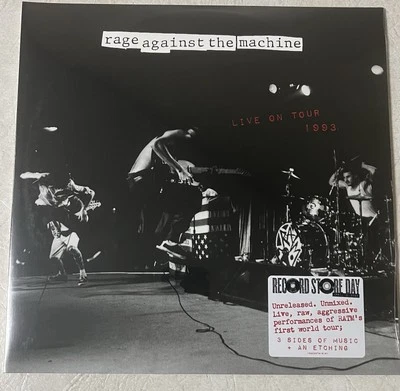 rage against the machine
LIVE ON TOUR
1993
RECORD STORE DAY
Unreleased. Unmixed.
Live, raw, aggressive
performances of RATM's
first world tour;
3 SIDES OF MUSIC
+ AN ETCHING